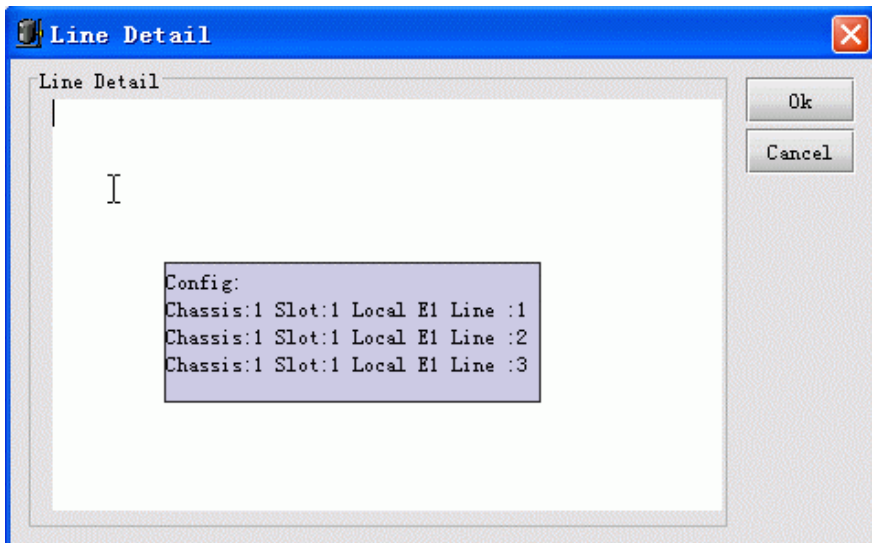 Line Detail
Line Detail
Ok
Cancel
Config:
Chassis:1 Slot:1 Local E1 Line :1
Chassis:1 Slot:1 Local E1 Line :2
Chassis:1 Slot:1 Local E1 Line :3